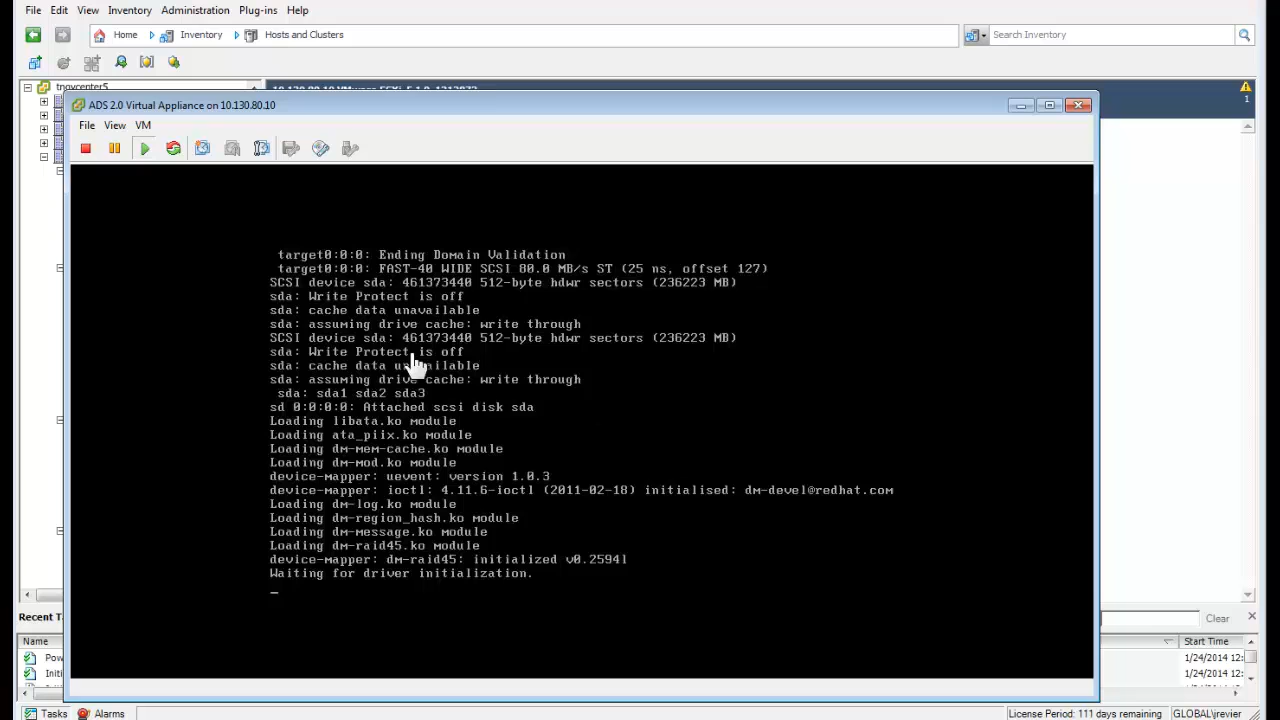 File Edit View Inventory Administration Plug-ins Help
Home Inventory Hosts and Clusters Search Inventory
ADS 2.0 Virtual Appliance on 10.130.80.10
1
File View VM
target0:0:0: Ending Domain Validation
target0:0:0: FAST-40 WIDE SCSI 80.0 MB/s ST (25 ns, offset 127)
SCSI device sda: 461373440 512-byte hdwr sectors (236223 MB)
sda: Write Protect is off
sda: cache data unavailable
sda: assuming drive cache: write through
SCSI device sda: 461373440 512-byte hdwr sectors (236223 MB)
sda: Write Protect is off
sda: cache data unavailable
sda: assuming drive cache: write through
sda: sda1 sda2 sda3
sd 0:0:0:0: Attached scsi disk sda
Loading libata.ko module
Loading ata_piix.ko module
Loading dm-mem-cache.ko module
Loading dm-mod.ko module
device-mapper: uevent: version 1.0.3
device-mapper: ioctl: 4.11.6-ioctl (2011-02-18) initialised: dm-devel@redhat.com
Loading dm-log.ko module
Loading dm-region_hash.ko module
Loading dm-message.ko module
Loading dm-raid45.ko module
device-mapper: dm-raid45: initialized v0.2594l
Waiting for driver initialization.
Recent T Clear
Name Start Time
Pow 1/24/2014 12:
Initi 1/24/2014 12:
Tasks Alarms License Period: 111 days remaining GLOBAL\jrevier